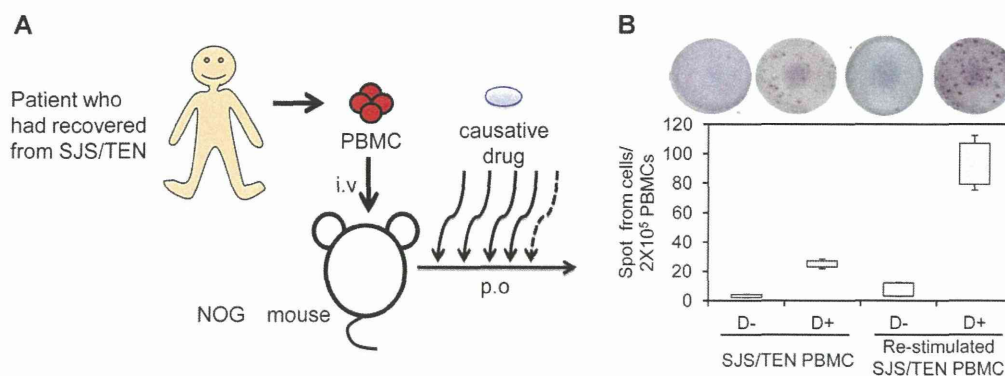 A
Patient who
had recovered
from SJS/TEN
PBMC
i.v
causative
drug
p.o
NOG mouse
B
Spot from cells/
2X10⁵ PBMCs
120
100
80
60
40
20
0
D- D+ D- D+
SJS/TEN PBMC
Re-stimulated
SJS/TEN PBMC